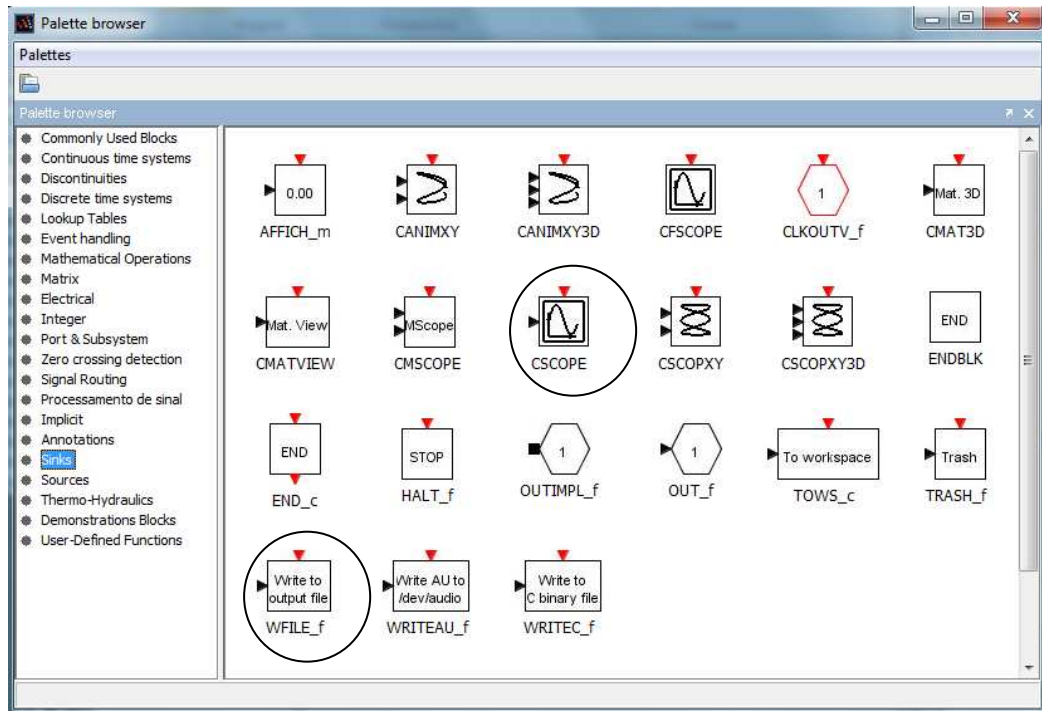 Palette browser
Palettes
Palette browser
Commonly Used Blocks
Continuous time systems
Discontinuities
Discrete time systems
Lookup Tables
Event handling
Mathematical Operations
Matrix
Electrical
Integer
Port & Subsystem
Zero crossing detection
Signal Routing
Processamento de sinal
Implicit
Annotations
Sinks
Sources
Thermo-Hydraulics
Demonstrations Blocks
User-Defined Functions
0.00
AFFICH_m
CANIMXY
CANIMXY3D
CFSCOPE
1
CLKOUTV_f
Mat. 3D
CMAT3D
Mat. View
CMATVIEW
MScope
CMSCOPE
CSCOPE
CSCOPXY
CSCOPXY3D
END
ENDBLK
END
END_c
STOP
HALT_f
1
OUTIMPL_f
1
OUT_f
To workspace
TOWS_c
Trash
TRASH_f
Write to
output file
WFILE_f
Write AU to
/dev/audio
WRITEAU_f
Write to
C binary file
WRITEC_f